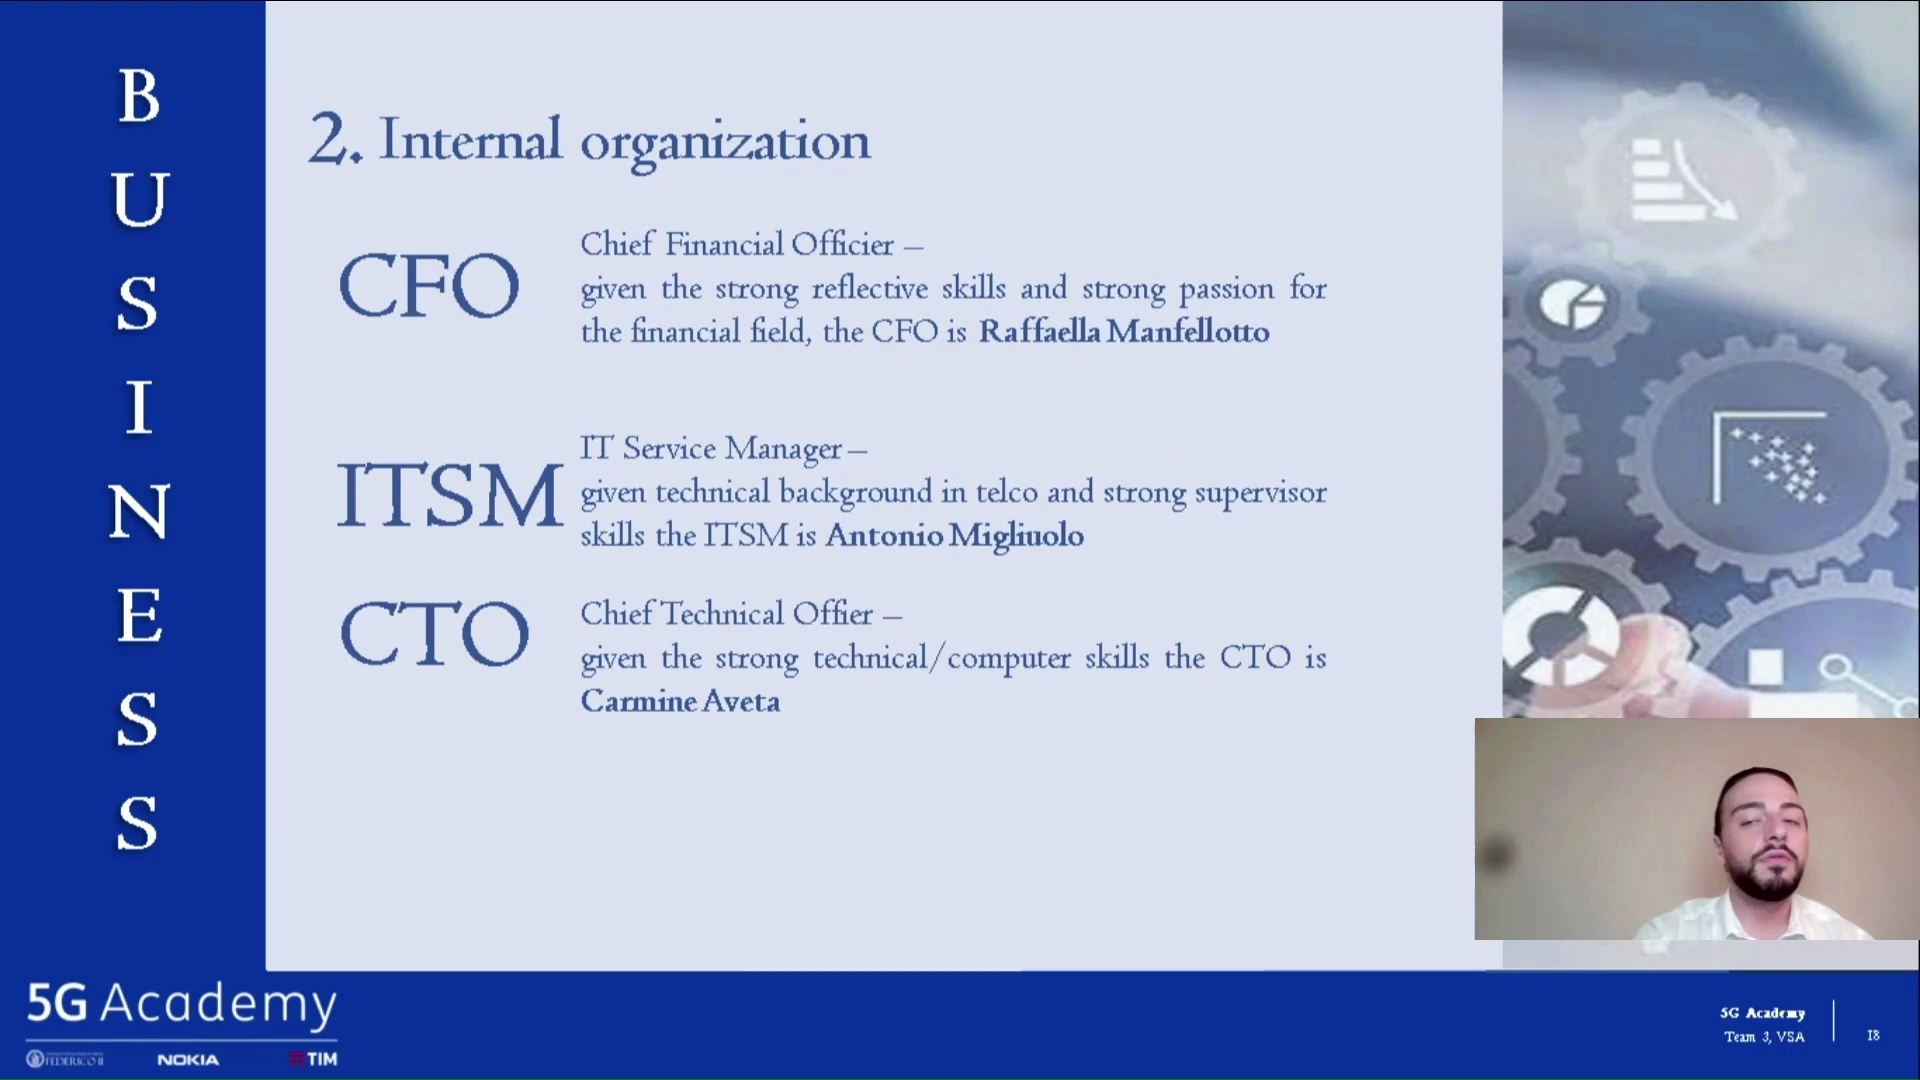 BUSINESS
2. Internal organization
CFO
Chief Financial Officier –
given the strong reflective skills and strong passion for
the financial field, the CFO is Raffaella Manfellotto
ITSM
IT Service Manager –
given technical background in telco and strong supervisor
skills the ITSM is Antonio Migliuolo
CTO
Chief Technical Offier –
given the strong technical/computer skills the CTO is
Carmine Aveta
5G Academy
FEDERICO II
NOKIA
TIM
5G Academy
Team 3, VSA
18